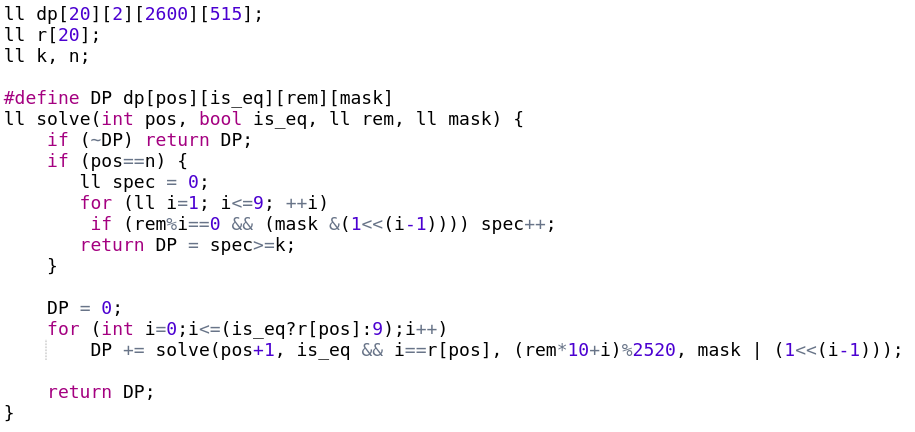 ll dp[20][2][2600][515];
ll r[20];
ll k, n;

#define DP dp[pos][is_eq][rem][mask]
ll solve(int pos, bool is_eq, ll rem, ll mask) {
    if (~DP) return DP;
    if (pos==n) {
       ll spec = 0;
       for (ll i=1; i<=9; ++i)
        if (rem%i==0 && (mask &(1<<(i-1)))) spec++;
       return DP = spec>=k;
    }

    DP = 0;
    for (int i=0;i<=(is_eq?r[pos]:9);i++)
        DP += solve(pos+1, is_eq && i==r[pos], (rem*10+i)%2520, mask | (1<<(i-1)));

    return DP;
}